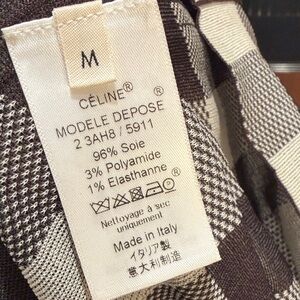 M
CÉLINE®
MODELE DEPOSE®
2 3AH8 / 5911
96% Soie
3% Polyamide
1% Elasthanne
Nettoyage à sec
uniquement
Made in Italy
イタリア製
意大利制造